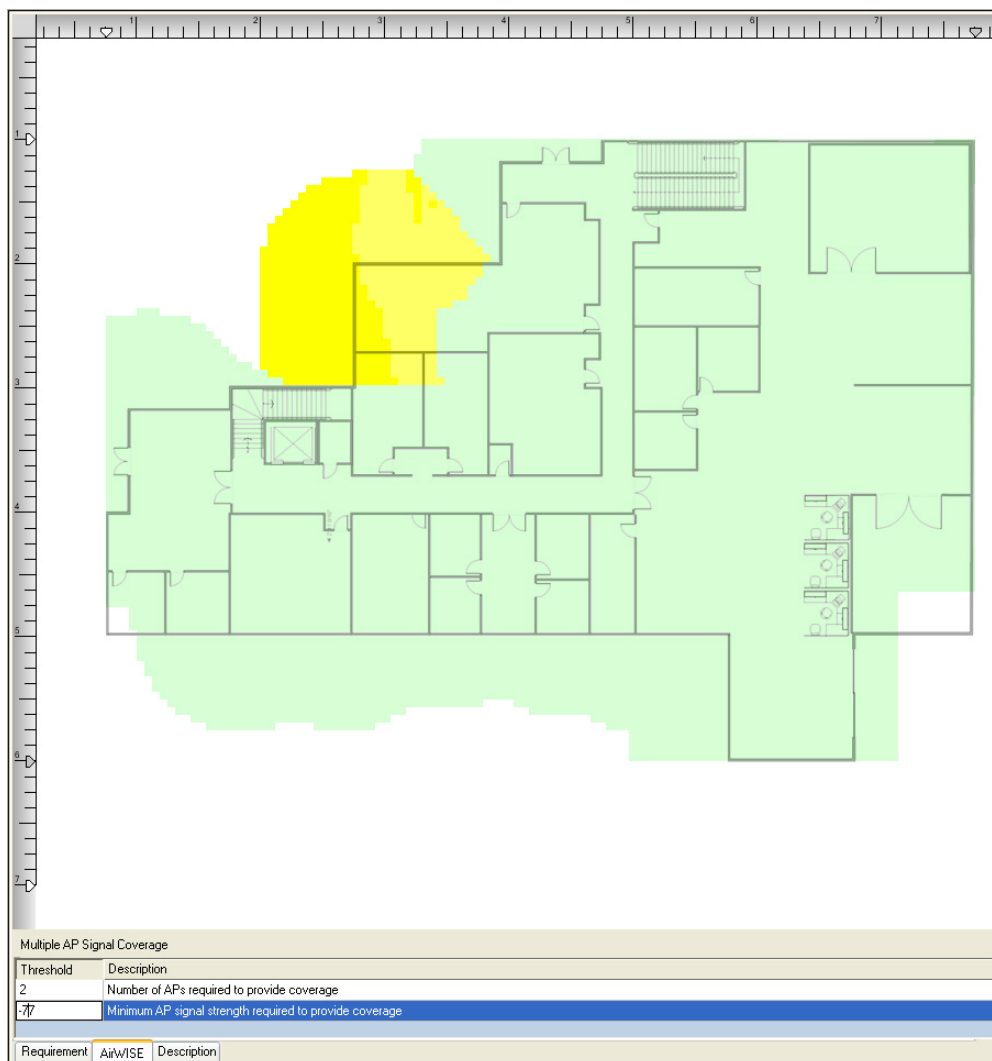 1 2 3 4 5 6 7
1
2
3
4
5
6
7
Multiple AP Signal Coverage
Threshold Description
2 Number of APs required to provide coverage
-77 Minimum AP signal strength required to provide coverage
Requirement AirWISE Description